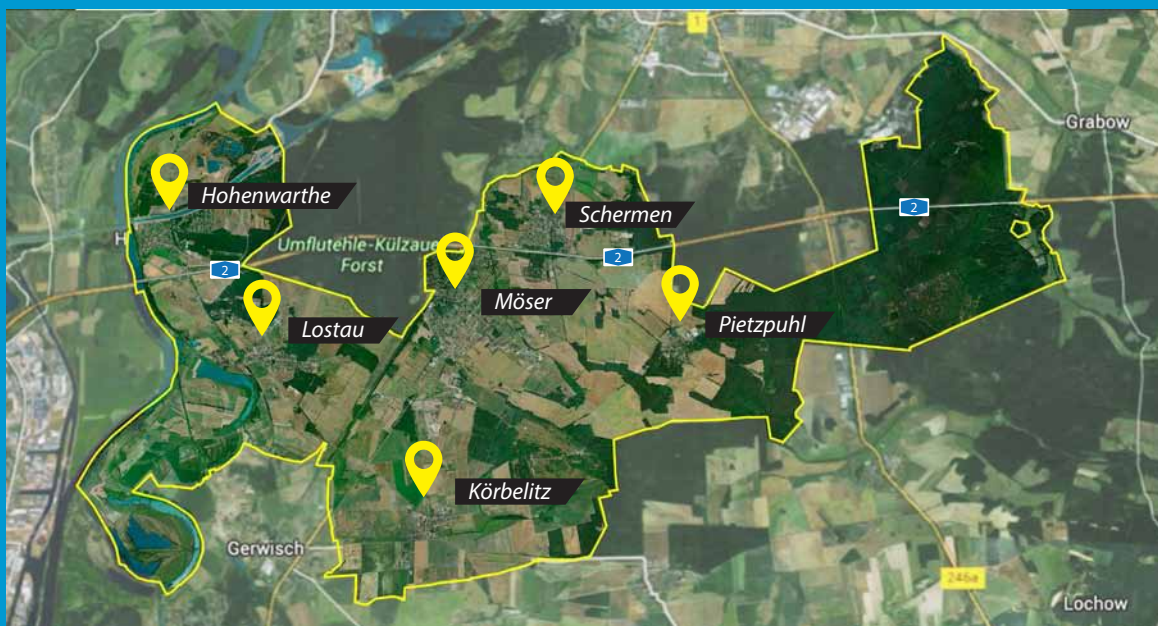 1
Grabow
Hohenwarthe
Schermen
2
H
Umflutehle-Külzauer
Forst
2
2
Möser
Lostau
Pietzpuhl
Körbelitz
Gerwisch
246a
Lochow